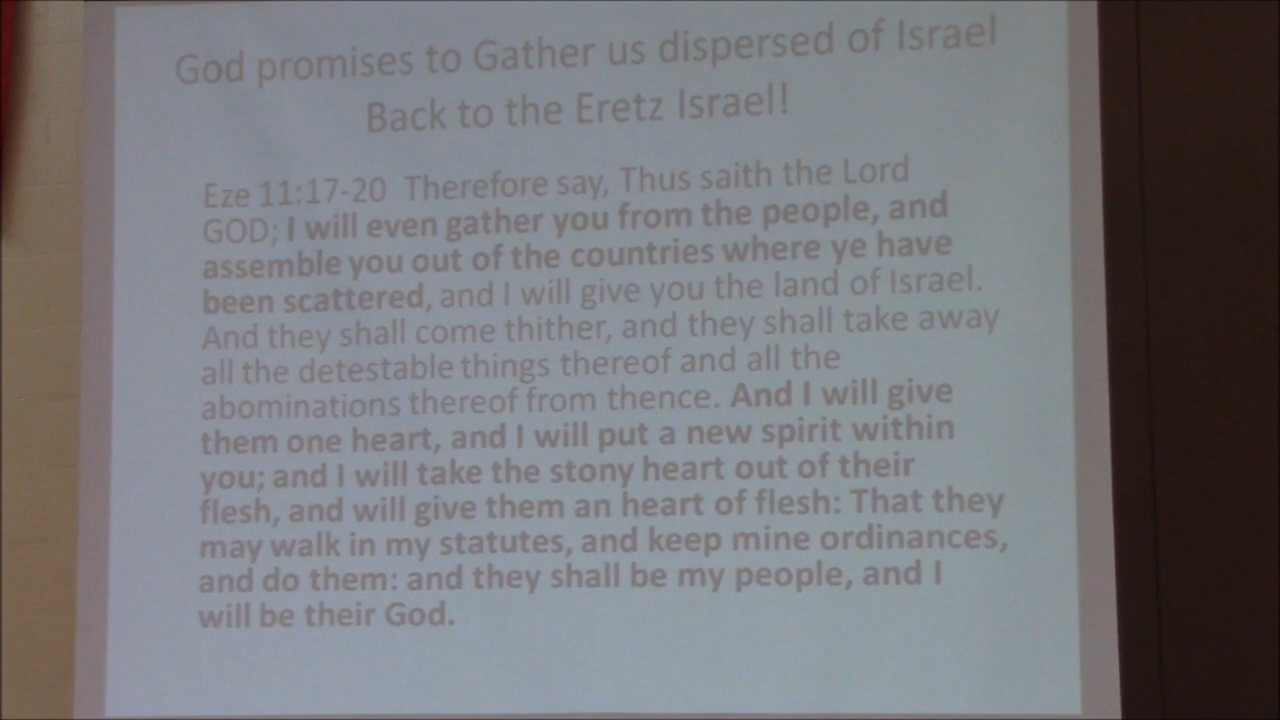 God promises to Gather us dispersed of Israel
Back to the Eretz Israel!
Eze 11:17-20 Therefore say, Thus saith the Lord
GOD; I will even gather you from the people, and
assemble you out of the countries where ye have
been scattered, and I will give you the land of Israel.
And they shall come thither, and they shall take away
all the detestable things thereof and all the
abominations thereof from thence. And I will give
them one heart, and I will put a new spirit within
you; and I will take the stony heart out of their
flesh, and will give them an heart of flesh: That they
may walk in my statutes, and keep mine ordinances,
and do them: and they shall be my people, and I
will be their God.